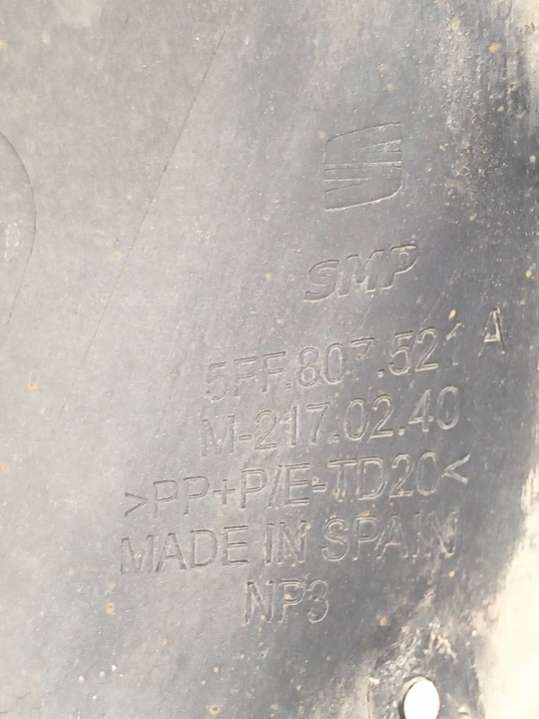 SMP
5FF.807.521 A
M-217.02.40
>PP+P/E-TD20<
MADE IN SPAIN
NP3